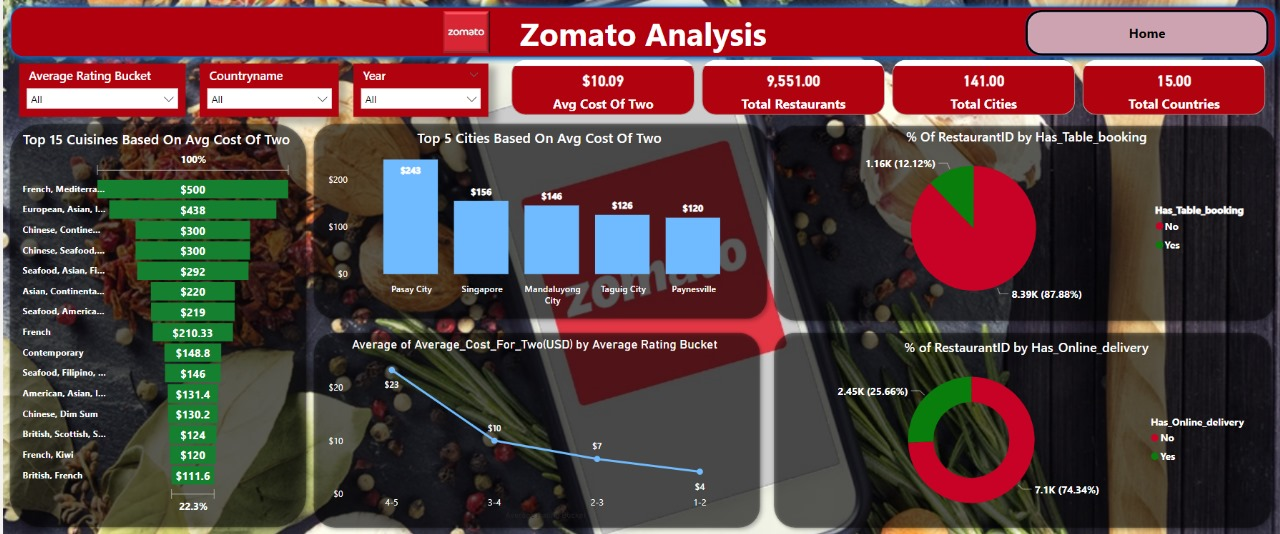 zomato
Zomato Analysis
Home
Average Rating Bucket
All
Countryname
All
Year
All
$10.09
Avg Cost Of Two
9,551.00
Total Restaurants
141.00
Total Cities
15.00
Total Countries
Top 15 Cuisines Based On Avg Cost Of Two
100%
French, Mediterra... $500
European, Asian, I... $438
Chinese, Contine... $300
Chinese, Seafood,... $300
Seafood, Asian, Fi... $292
Asian, Continenta... $220
Seafood, America... $219
French $210.33
Contemporary $148.8
Seafood, Filipino, ... $146
American, Asian, I... $131.4
Chinese, Dim Sum $130.2
British, Scottish, S... $124
French, Kiwi $120
British, French $111.6
22.3%
Top 5 Cities Based On Avg Cost Of Two
$200
$100
$0
$243
$156
$146
$126
$120
Pasay City
Singapore
Mandaluyong
City
Taguig City
Paynesville
zomato
Average of Average_Cost_For_Two(USD) by Average Rating Bucket
$20
$10
$0
$23
$10
$7
$4
4-5
3-4
2-3
1-2
% Of RestaurantID by Has_Table_booking
1.16K (12.12%)
8.39K (87.88%)
Has_Table_booking
No
Yes
% of RestaurantID by Has_Online_delivery
2.45K (25.66%)
7.1K (74.34%)
Has_Online_delivery
No
Yes